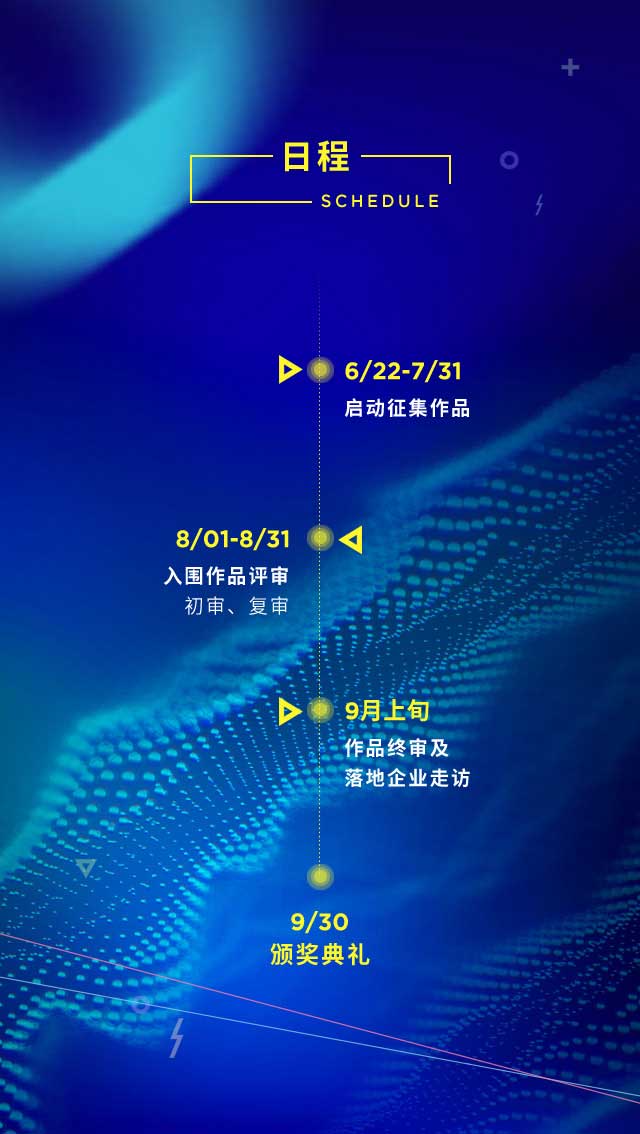 日程
SCHEDULE
6/22-7/31
启动征集作品
8/01-8/31
入围作品评审
初审、复审
9月上旬
作品终审及
落地企业走访
9/30
颁奖典礼